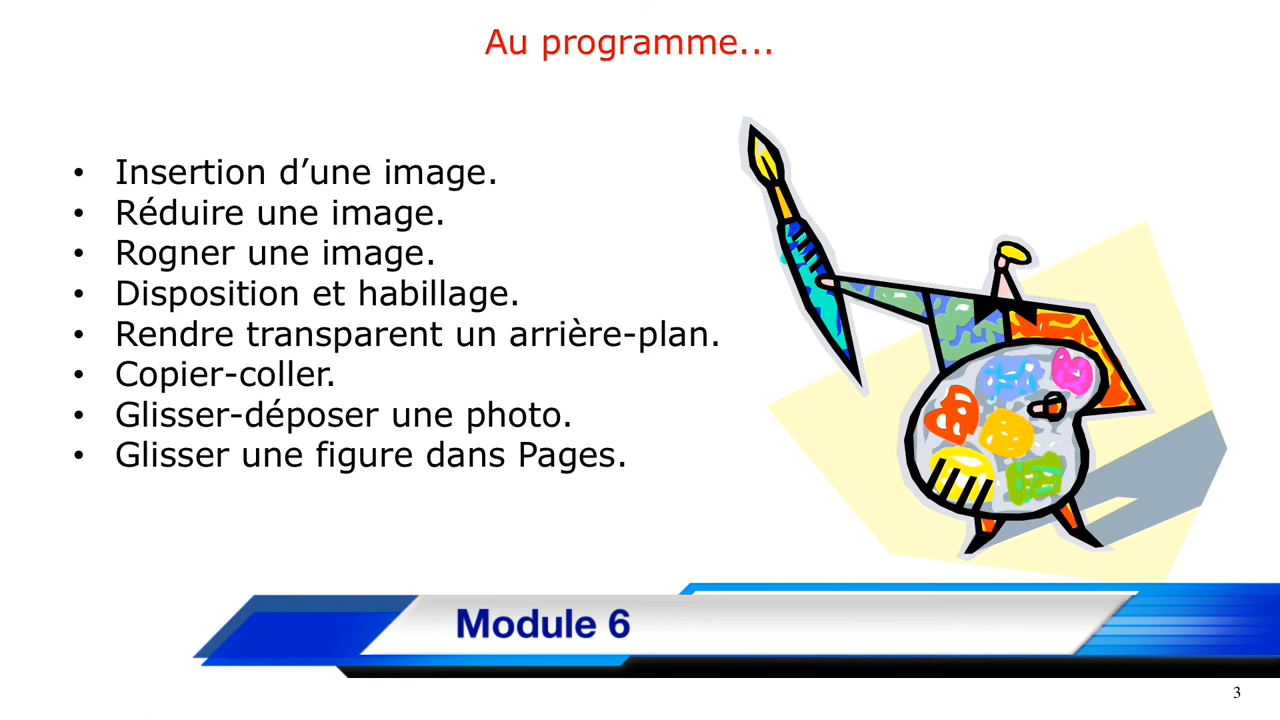 Au programme...
• Insertion d’une image.
• Réduire une image.
• Rogner une image.
• Disposition et habillage.
• Rendre transparent un arrière-plan.
• Copier-coller.
• Glisser-déposer une photo.
• Glisser une figure dans Pages.
Module 6
3